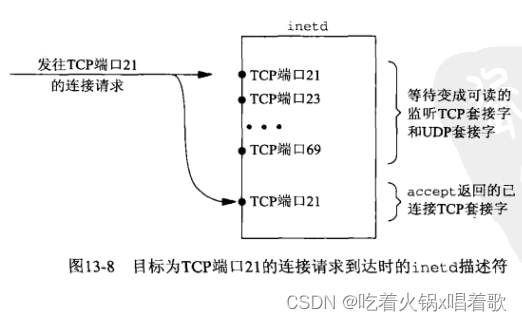 inetd
发往TCP端口21
的连接请求
TCP端口21
TCP端口23
TCP端口69
等待变成可读的
监听TCP套接字
和UDP套接字
TCP端口21
accept返回的已
连接TCP套接字
图13-8 目标为TCP端口21的连接请求到达时的inetd描述符
CSDN @吃着火锅x唱着歌